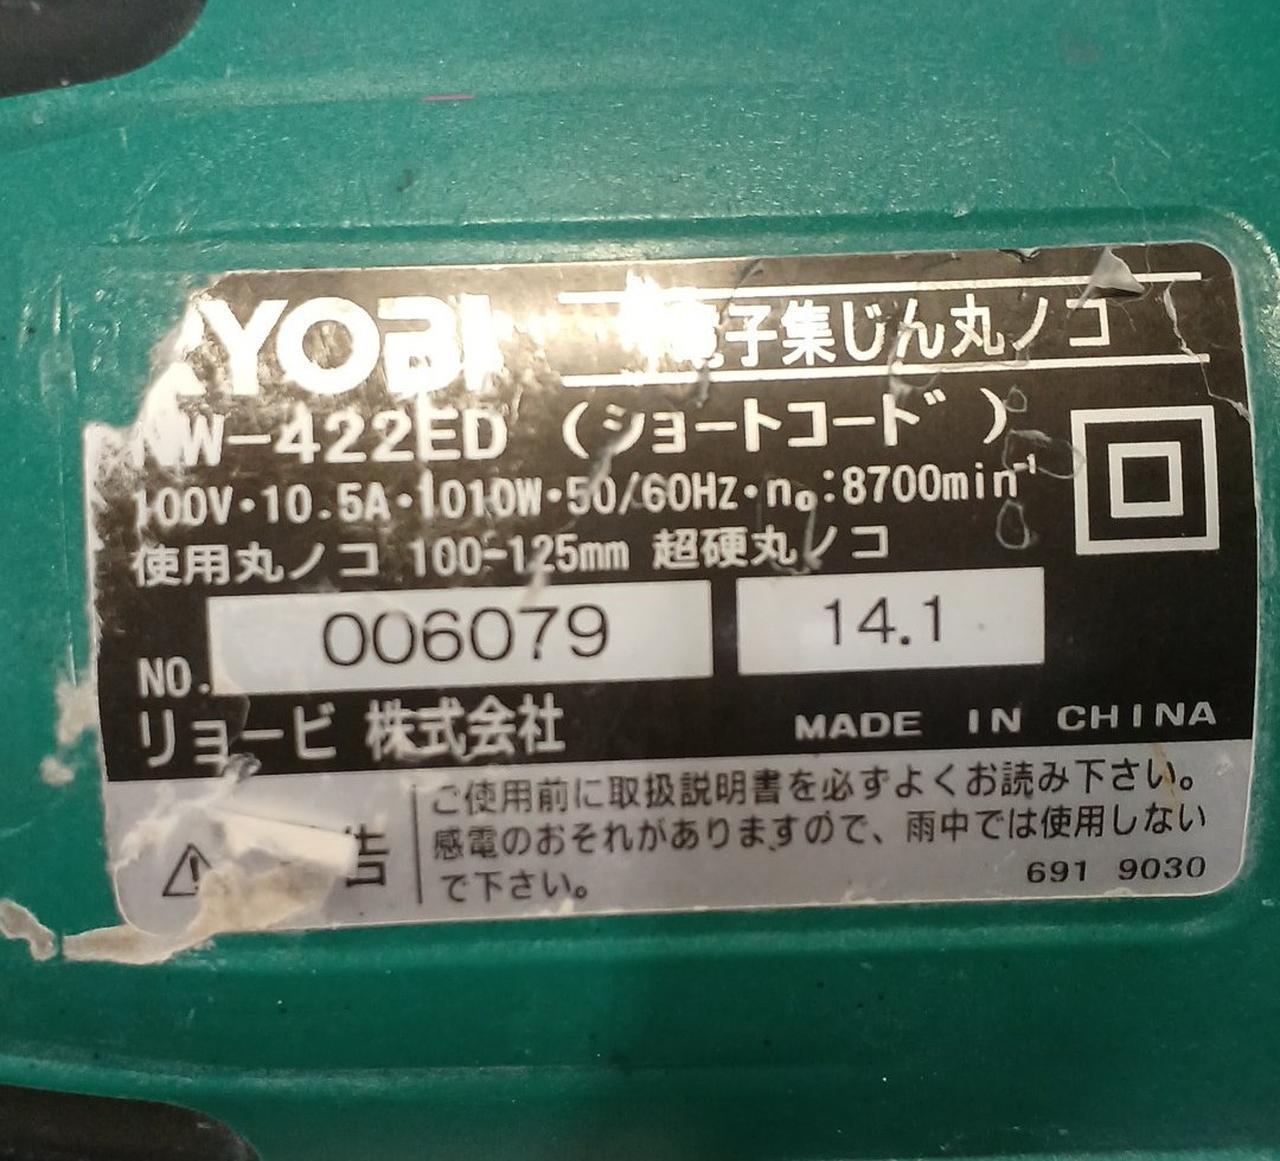 RYOBI 電子集じん丸ノコ
W-422ED (ショートコード)
100V・10.5A・1010W・50/60Hz・n₀:8700min⁻¹
使用丸ノコ 100-125mm 超硬丸ノコ
NO. 006079 14.1
リョービ 株式会社 MADE IN CHINA
ご使用前に取扱説明書を必ずよくお読み下さい。
告 感電のおそれがありますので、雨中では使用しない
で下さい。 691 9030